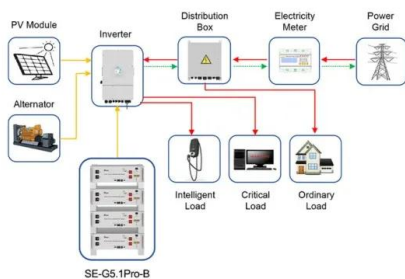 PV Module
Inverter
Distribution
Box
Electricity
Meter
Power
Grid
Alternator
Intelligent
Load
Critical
Load
Ordinary
Load
SE-G5.1Pro-B